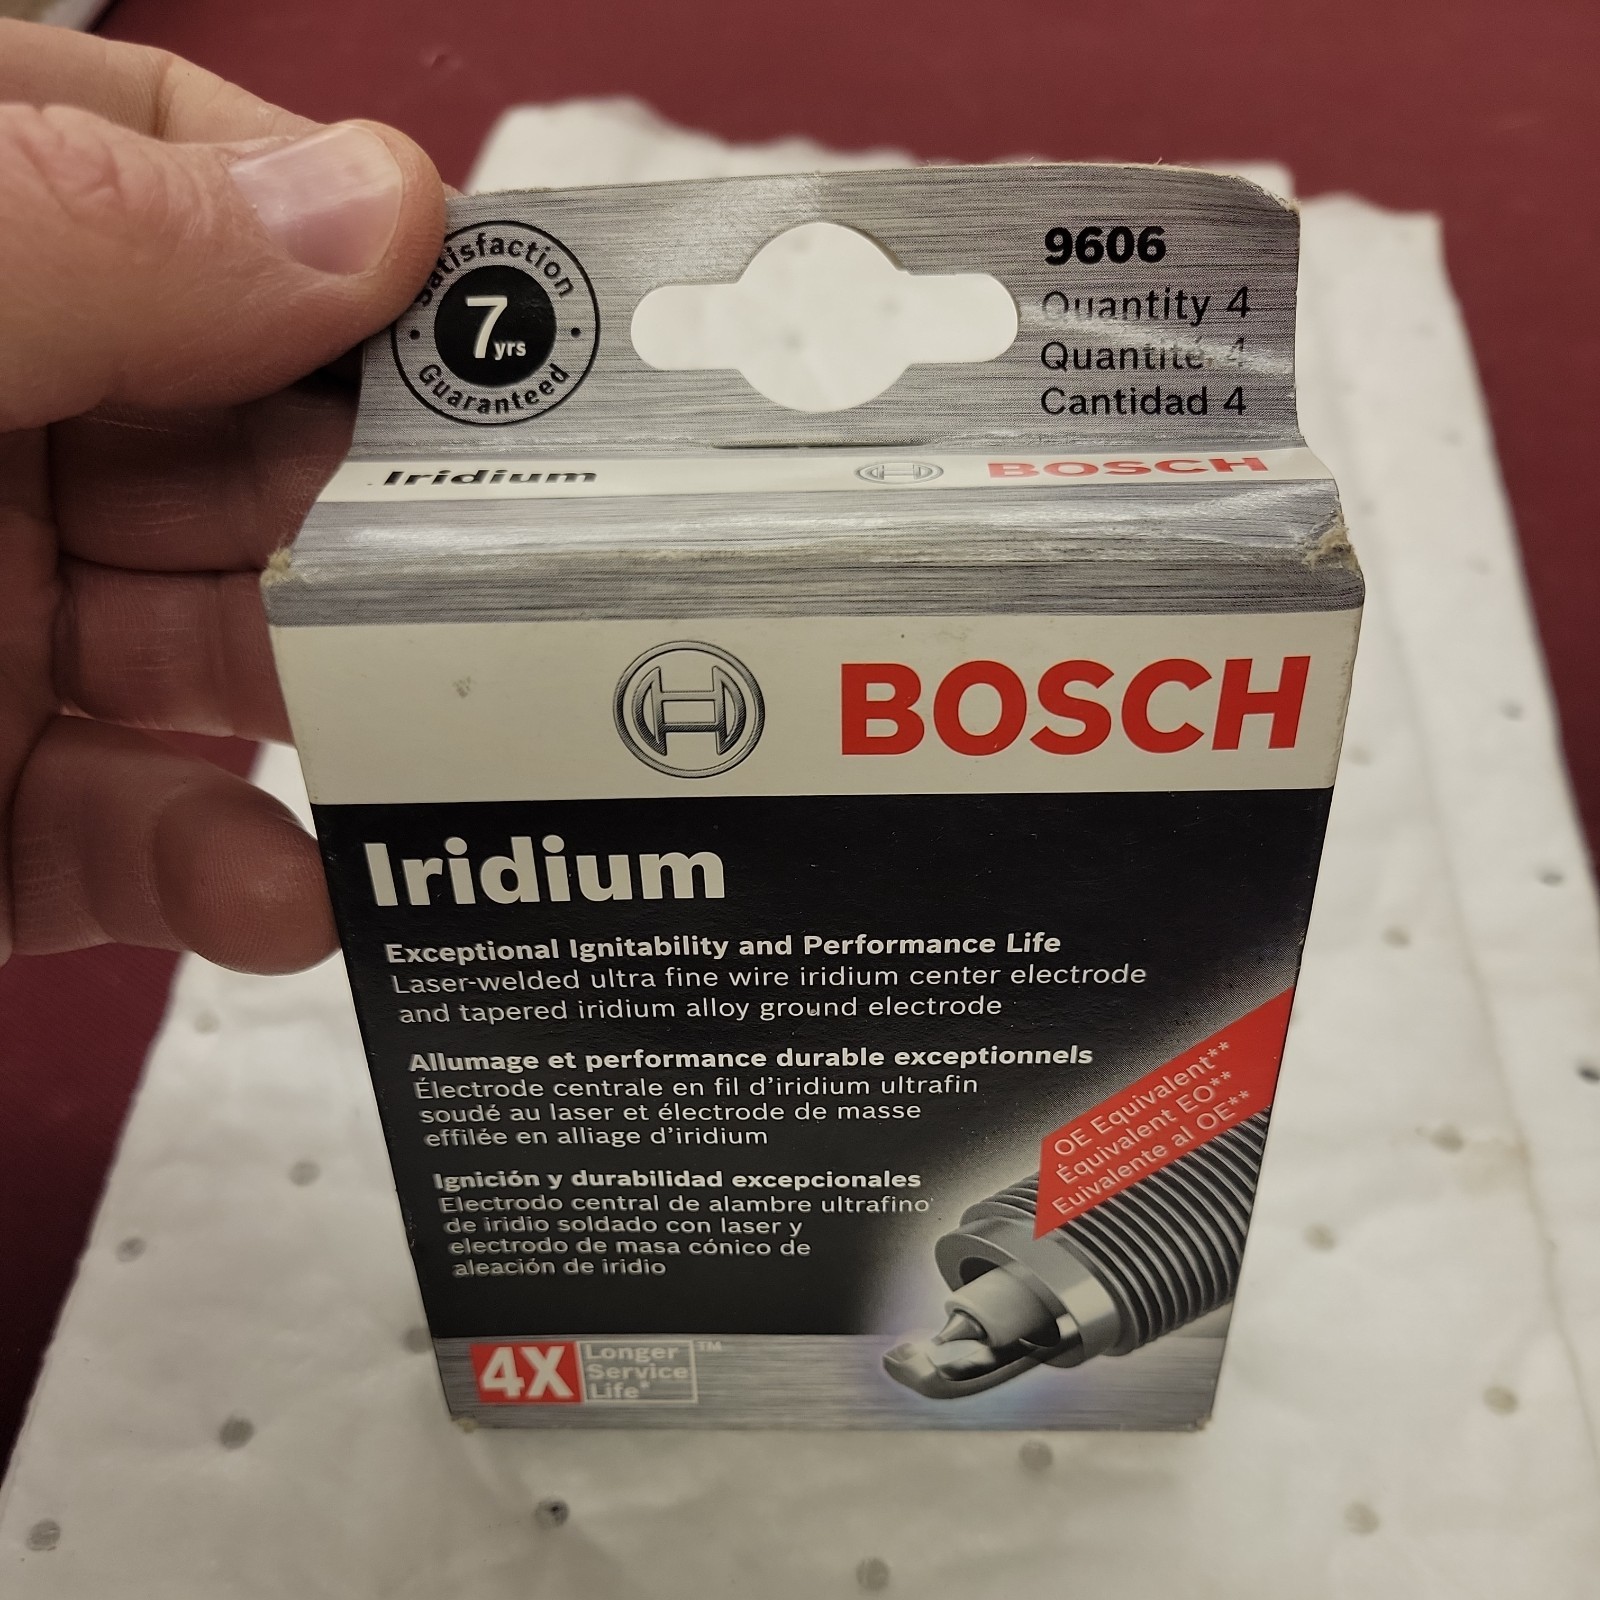 Satisfaction
7yrs
Guaranteed
9606
Quantity 4
Quantité 4
Cantidad 4
Iridium
BOSCH
BOSCH
Iridium
Exceptional Ignitability and Performance Life
Laser-welded ultra fine wire iridium center electrode
and tapered iridium alloy ground electrode
Allumage et performance durable exceptionnels
Électrode centrale en fil d'iridium ultrafin
soudé au laser et électrode de masse
effilée en alliage d'iridium
Ignición y durabilidad excepcionales
Electrodo central de alambre ultrafino
de iridio soldado con laser y
electrodo de masa cónico de
aleación de iridio
OE Equivalent**
Équivalent EO**
Euivalente al OE**
4X
Longer
Service
Life*
TM